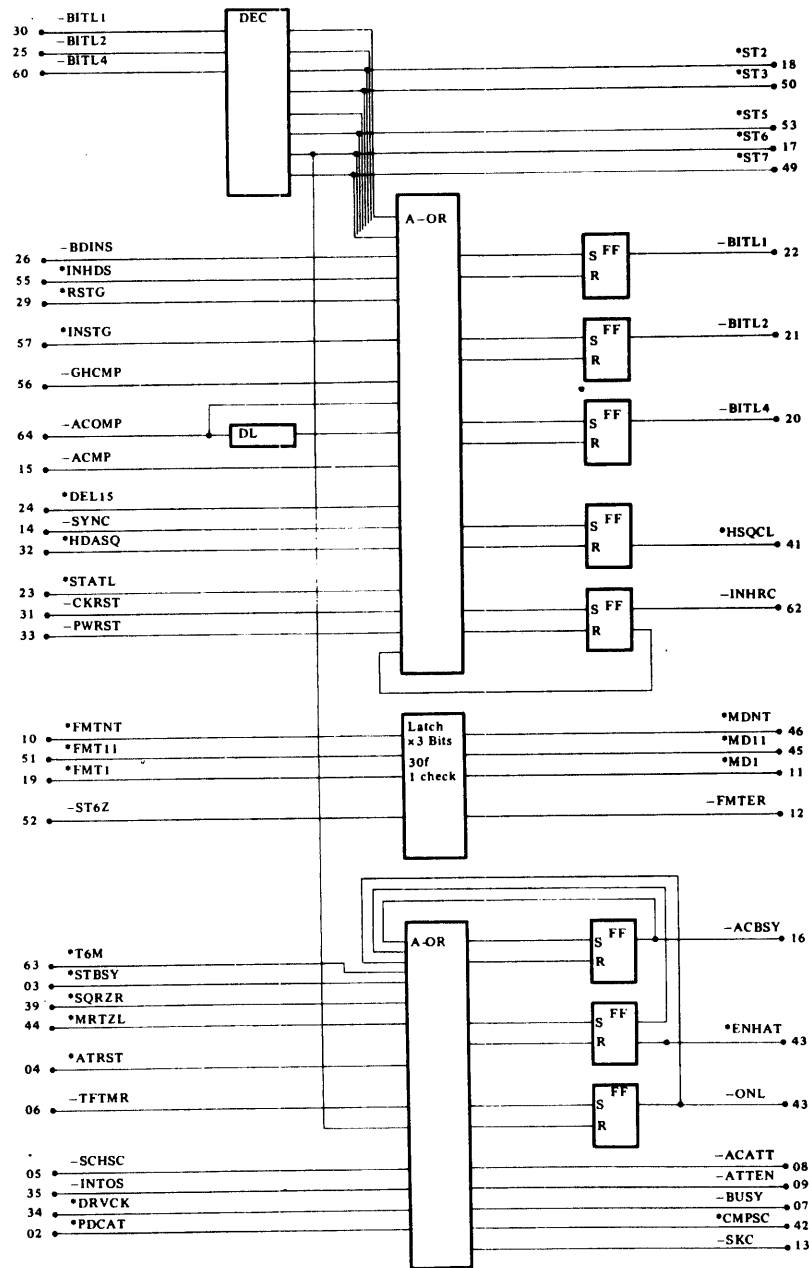 -BITL1
30
-BITL2
25
-BITL4
60
DEC
*ST2
18
*ST3
50
*ST5
53
*ST6
17
*ST7
49
A-OR
-BDINS
26
*INHDS
55
*RSTG
29
*INSTG
57
-GHCMP
56
-ACOMP
64
DL
-ACMP
15
*DEL15
24
-SYNC
14
*HDASQ
32
*STATL
23
-CKRST
31
-PWRST
33
S FF
R
-BITL1
22
S FF
R
-BITL2
21
S FF
R
-BITL4
20
S FF
R
*HSQCL
41
S FF
R
-INHRC
62
*FMTNT
10
*FMT11
51
*FMT1
19
-ST6Z
52
Latch
×3 Bits
30f
1 check
*MDNT
46
*MD11
45
*MD1
11
-FMTER
12
A-OR
*T6M
63
*STBSY
03
*SQRZR
39
*MRTZL
44
*ATRST
04
-TFTMR
06
-SCHSC
05
-INTOS
35
*DRVCK
34
*PDCAT
02
S FF
R
-ACBSY
16
S FF
R
*ENHAT
43
S FF
R
-ONL
43
-ACATT
08
-ATTEN
09
-BUSY
07
*CMPSC
42
-SKC
13